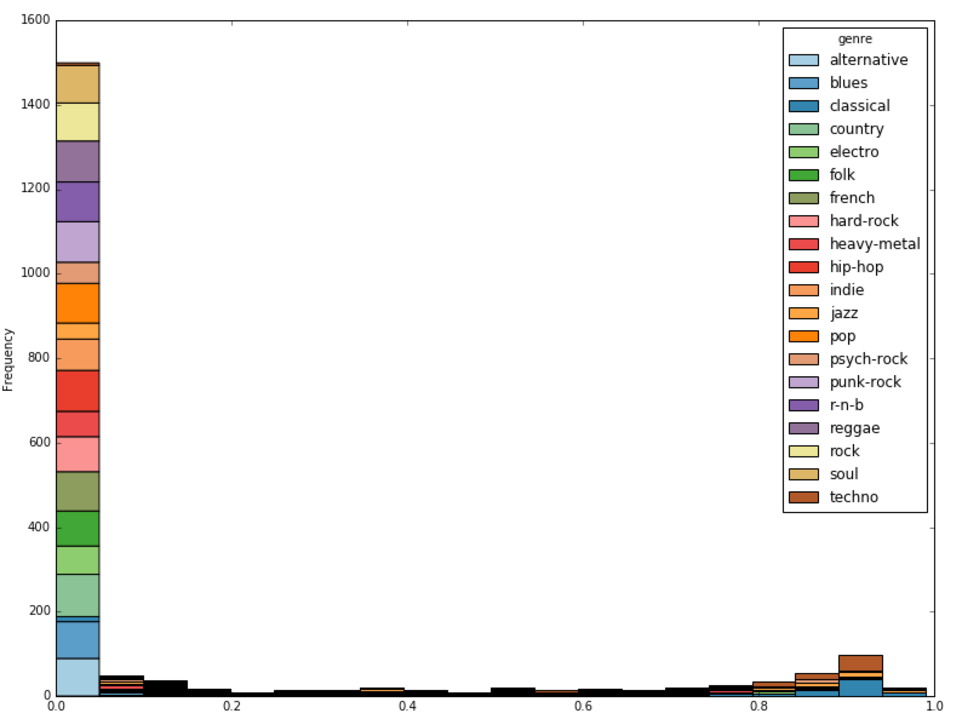 1600
1400
1200
1000
800
600
400
200
0
Frequency
0.0 0.2 0.4 0.6 0.8 1.0
genre
alternative
blues
classical
country
electro
folk
french
hard-rock
heavy-metal
hip-hop
indie
jazz
pop
psych-rock
punk-rock
r-n-b
reggae
rock
soul
techno